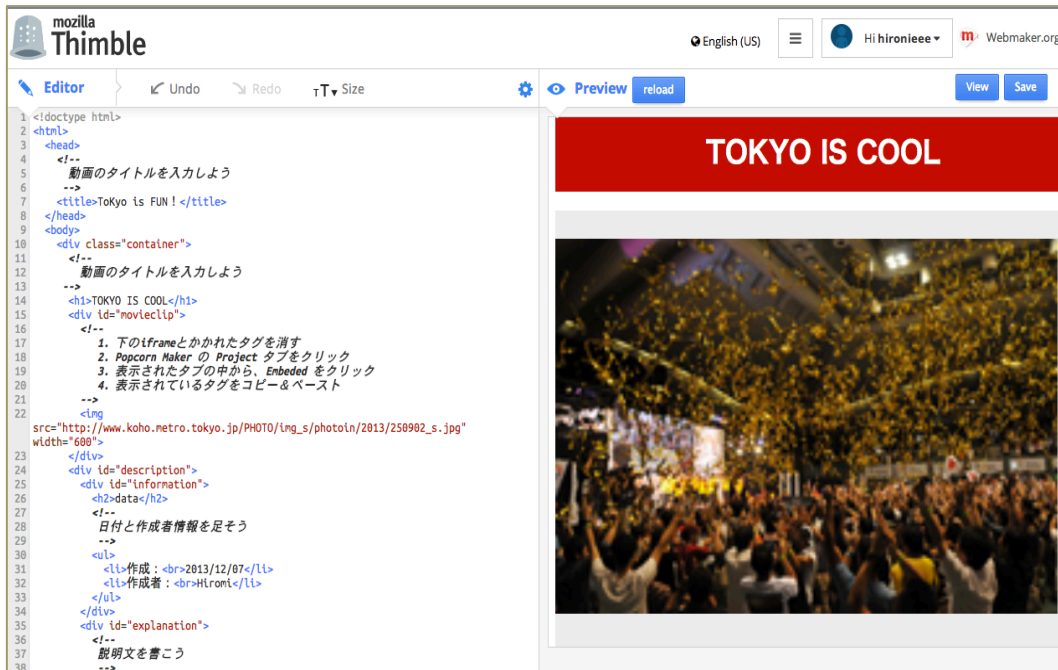 mozilla
Thimble
English (US)
Hi hironieee
Webmaker.org
Editor
Undo
Redo
TT Size
Preview
reload
View
Save
1 <!doctype html>
2 <html>
3 <head>
4 <!--
5 動画のタイトルを入力しよう
6 -->
7 <title>ToKyo is FUN！</title>
8 </head>
9 <body>
10 <div class="container">
11 <!--
12 動画のタイトルを入力しよう
13 -->
14 <h1>TOKYO IS COOL</h1>
15 <div id="movieclip">
16 <!--
17 1. 下のiframeとかかれたタグを消す
18 2. Popcorn Maker の Project タブをクリック
19 3. 表示されたタブの中から、Embeded をクリック
20 4. 表示されているタグをコピー＆ペースト
21 -->
22 <img
src="http://www.koho.metro.tokyo.jp/PHOTO/img_s/photoin/2013/250902_s.jpg"
width="600">
23 </div>
24 <div id="description">
25 <div id="information">
26 <h2>data</h2>
27 <!--
28 日付と作成者情報を足そう
29 -->
30 <ul>
31 <li>作成：<br>2013/12/07</li>
32 <li>作成者：<br>Hiromi</li>
33 </ul>
34 </div>
35 <div id="explanation">
36 <!--
37 説明文を書こう
38 -->
TOKYO IS COOL